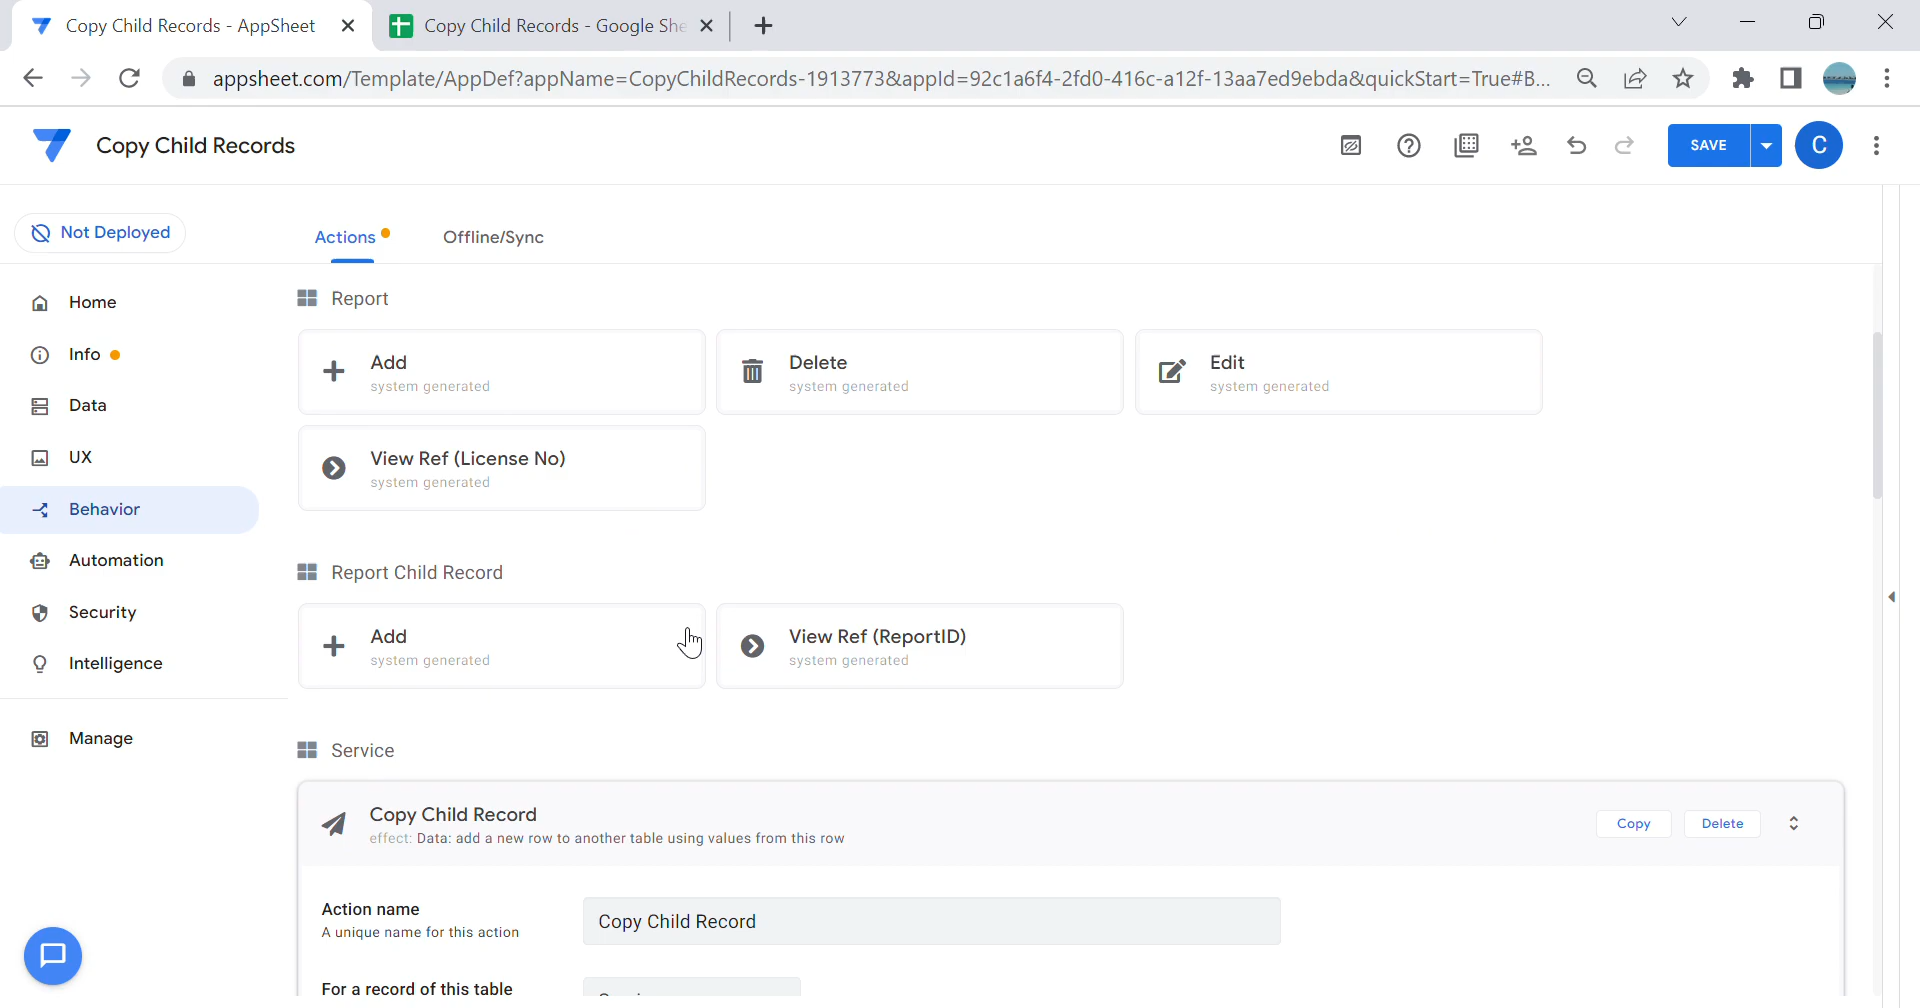 Copy Child Records - AppSheet
Copy Child Records - Google She
appsheet.com/Template/AppDef?appName=CopyChildRecords-1913773&appId=92c1a6f4-2fd0-416c-a12f-13aa7ed9ebda&quickStart=True#B...
Copy Child Records
SAVE
C
Not Deployed
Actions
Offline/Sync
Home
Info
Data
UX
Behavior
Automation
Security
Intelligence
Manage
Report
Add
system generated
Delete
system generated
Edit
system generated
View Ref (License No)
system generated
Report Child Record
Add
system generated
View Ref (ReportID)
system generated
Service
Copy Child Record
effect: Data: add a new row to another table using values from this row
Copy
Delete
Action name
A unique name for this action
Copy Child Record
For a record of this table